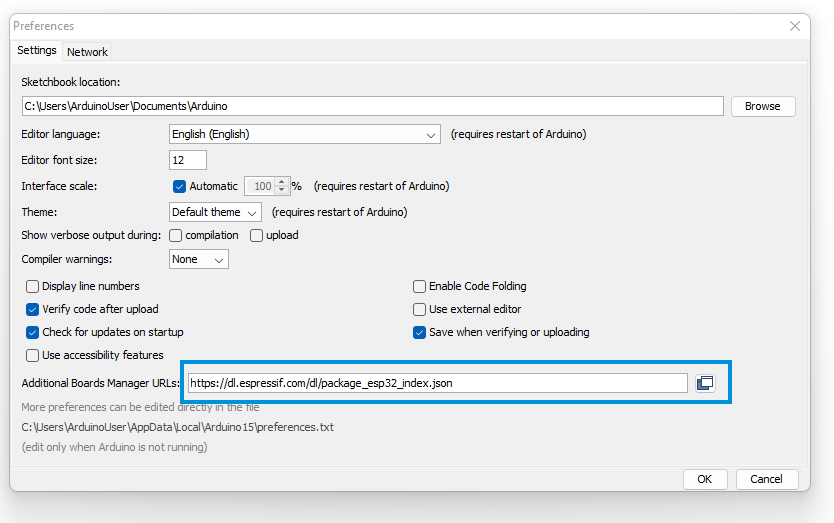 Preferences
Settings Network
Sketchbook location:
C:\Users\ArduinoUser\Documents\Arduino Browse
Editor language: English (English) (requires restart of Arduino)
Editor font size: 12
Interface scale: Automatic 100 % (requires restart of Arduino)
Theme: Default theme (requires restart of Arduino)
Show verbose output during: compilation upload
Compiler warnings: None
Display line numbers Enable Code Folding
Verify code after upload Use external editor
Check for updates on startup Save when verifying or uploading
Use accessibility features
Additional Boards Manager URLs: https://dl.espressif.com/dl/package_esp32_index.json
More preferences can be edited directly in the file
C:\Users\ArduinoUser\AppData\Local\Arduino15\preferences.txt
(edit only when Arduino is not running)
OK Cancel